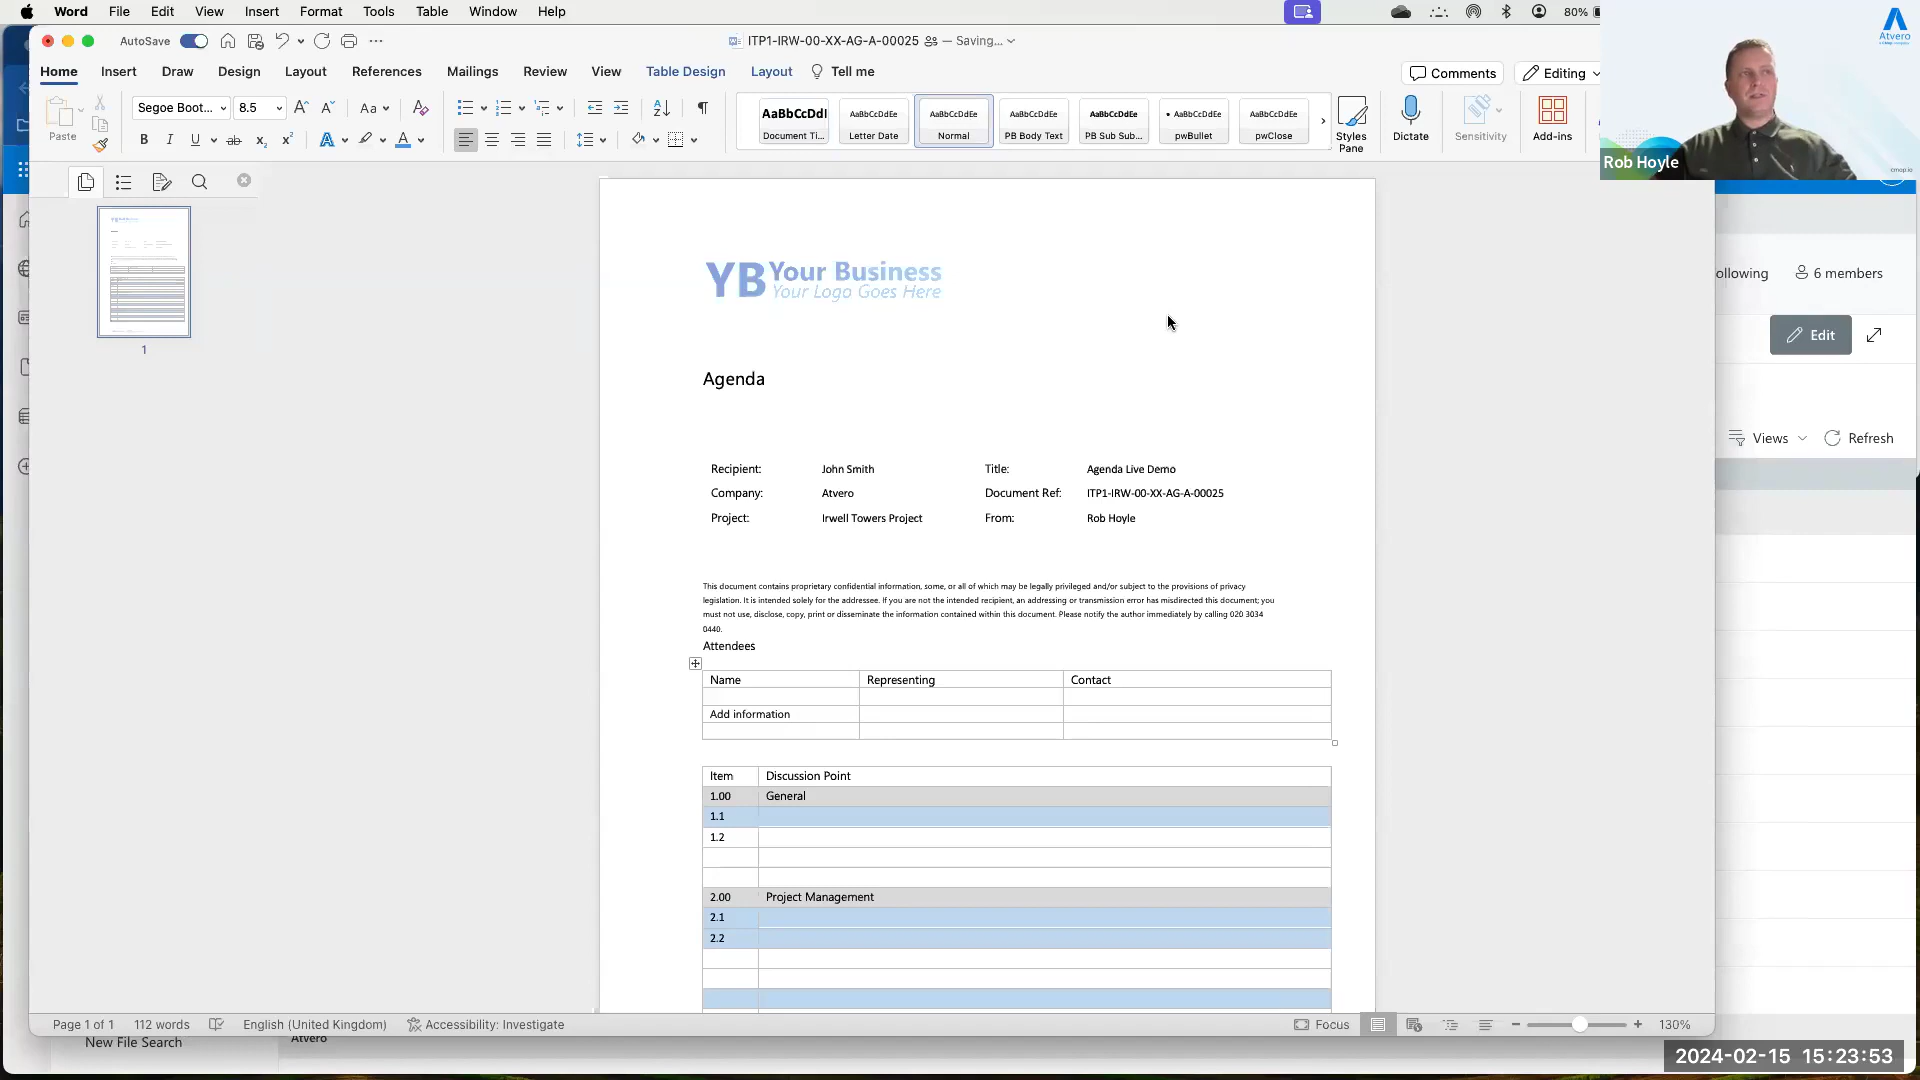 Word File Edit View Insert Format Tools Table Window Help 80%
AutoSave ITP1-IRW-00-XX-AG-A-00025 — Saving...
Home Insert Draw Design Layout References Mailings Review View Table Design Layout Tell me Comments Editing
Paste Segoe Boot... 8.5 Aa
AaBbCcDdI AaBbCcDdEe AaBbCcDdEe AaBbCcDdEe AaBbCcDdEe AaBbCcDdEe AaBbCcDdEe
Document Ti... Letter Date Normal PB Body Text PB Sub Sub... pwBullet pwClose
Styles Pane Dictate Sensitivity Add-ins
Atvero
Rob Hoyle
cmap.io
1
YB Your Business
Your Logo Goes Here
Agenda
Recipient: John Smith Title: Agenda Live Demo
Company: Atvero Document Ref: ITP1-IRW-00-XX-AG-A-00025
Project: Irwell Towers Project From: Rob Hoyle
This document contains proprietary confidential information, some, or all of which may be legally privileged and/or subject to the provisions of privacy
legislation. It is intended solely for the addressee. If you are not the intended recipient, an addressing or transmission error has misdirected this document; you
must not use, disclose, copy, print or disseminate the information contained within this document. Please notify the author immediately by calling 020 3034
0440.
Attendees
Name Representing Contact
Add information
Item Discussion Point
1.00 General
1.1
1.2
2.00 Project Management
2.1
2.2
ollowing 6 members
Edit
Views Refresh
Page 1 of 1 112 words English (United Kingdom) Accessibility: Investigate Focus 130%
New File Search Atvero
2024-02-15 15:23:53